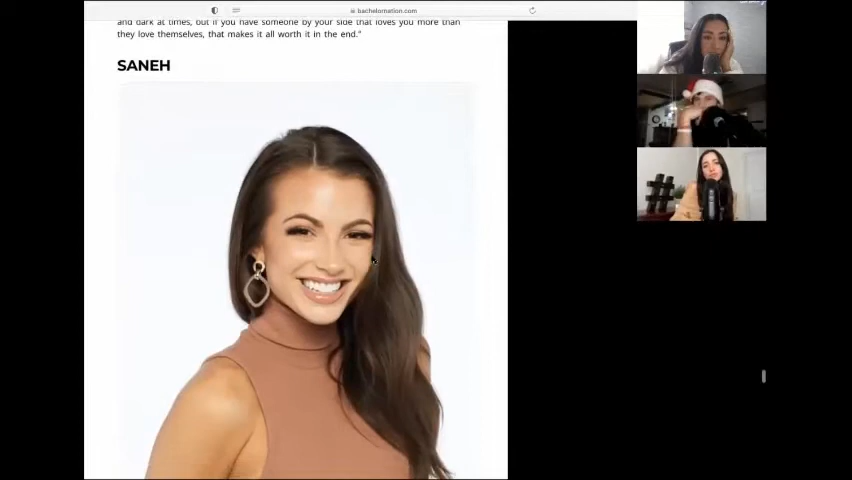 bachelornation.com
and dark at times, but if you have someone by your side that loves you more than
they love themselves, that makes it all worth it in the end."
SANEH